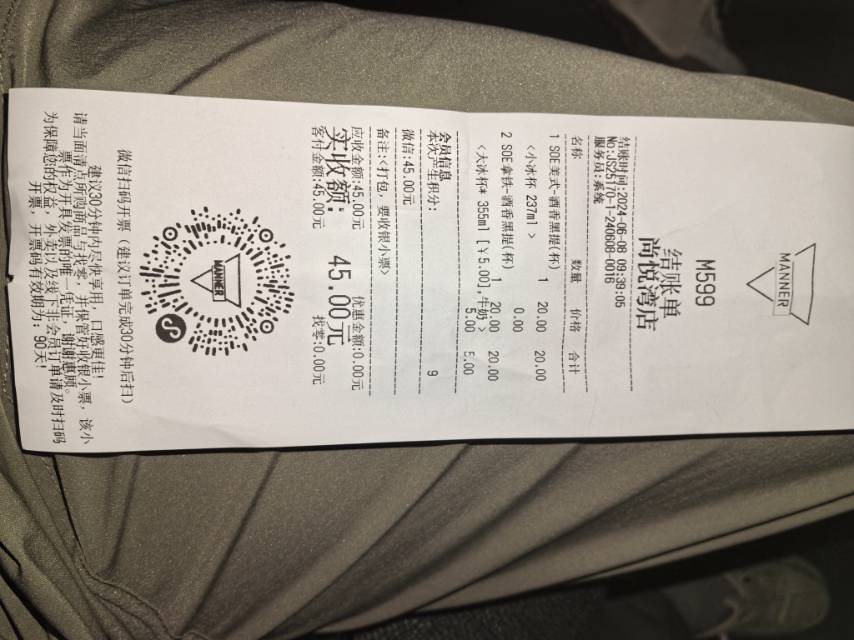 MANNER
M599
结账单
尚悦湾店
结账时间:2024-06-08 09:39:05
No:JS25170-1-240608-0016
服务员:系统
名称 数量 价格 合计
1 SOE美式-酒香黑提(杯) 1 20.00 20.00
<小冰杯 237ml > 0.00
2 SOE拿铁-酒香黑提(杯) 1 20.00 20.00
<大冰杯* 355ml [￥5.00],牛奶 > 5.00 5.00
会员信息
本次产生积分: 9
微信:45.00元
备注:<打包, 要收银小票>
应收金额:45.00元 优惠金额:0.00元
实收额: 45.00元
客付金额:45.00元 找零:0.00元
MANNER
微信扫码开票（建议订单完成30分钟后扫）
建议30分钟内尽快享用，口感更佳!
请当面清点所购商品与找零，并保管好收银小票，该小
票作为开具发票的唯一凭证，谢谢惠顾。
为保障您的权益，外卖以及线下非会员订单请及时扫码
开票，开票码有效期为：90天!